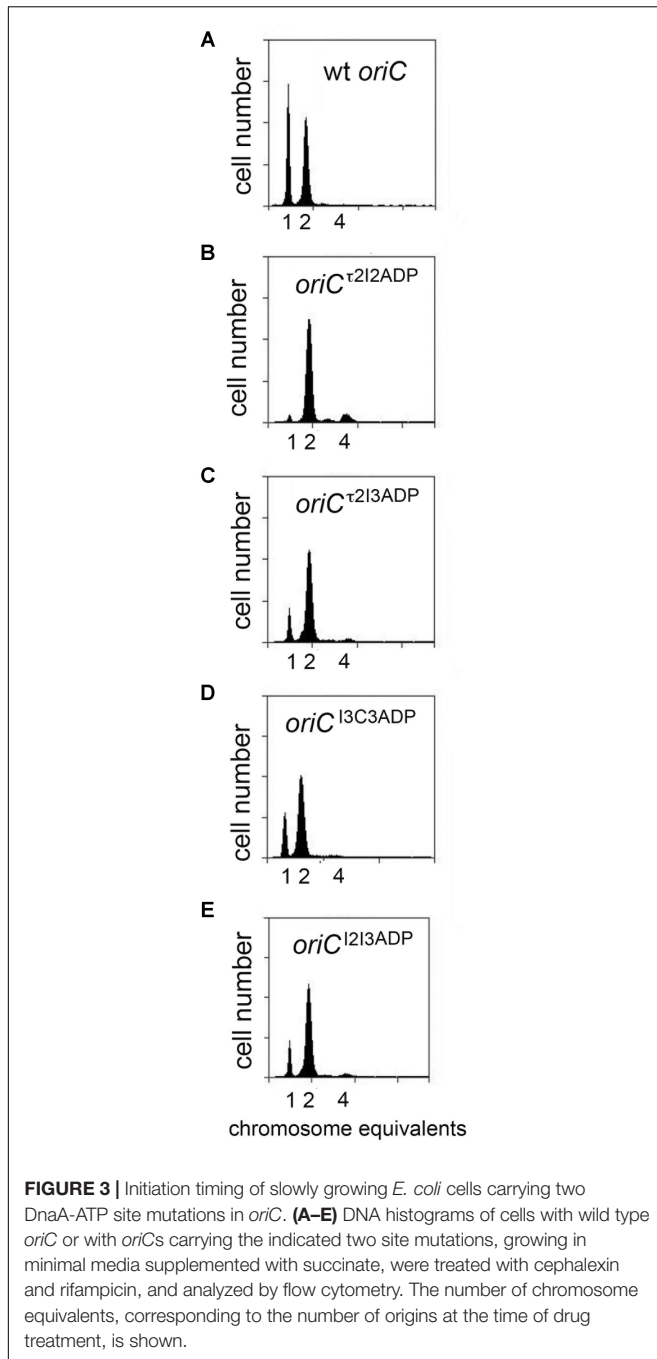 A
cell number
wt oriC
1 2 4
B
cell number
oriCτ2I2ADP
1 2 4
C
cell number
oriCτ2I3ADP
1 2 4
D
cell number
oriCI3C3ADP
1 2 4
E
cell number
oriCI2I3ADP
1 2 4
chromosome equivalents
FIGURE 3 | Initiation timing of slowly growing E. coli cells carrying two
DnaA-ATP site mutations in oriC. (A–E) DNA histograms of cells with wild type
oriC or with oriCs carrying the indicated two site mutations, growing in
minimal media supplemented with succinate, were treated with cephalexin
and rifampicin, and analyzed by flow cytometry. The number of chromosome
equivalents, corresponding to the number of origins at the time of drug
treatment, is shown.